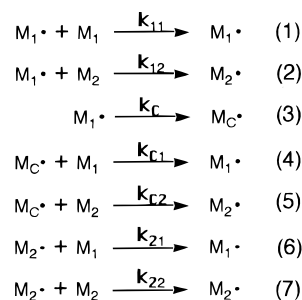 M₁• + M₁ k₁₁ M₁• (1)
M₁• + M₂ k₁₂ M₂• (2)
M₁• k_C M_C• (3)
M_C• + M₁ k_C1 M₁• (4)
M_C• + M₂ k_C2 M₂• (5)
M₂• + M₁ k₂₁ M₁• (6)
M₂• + M₂ k₂₂ M₂• (7)